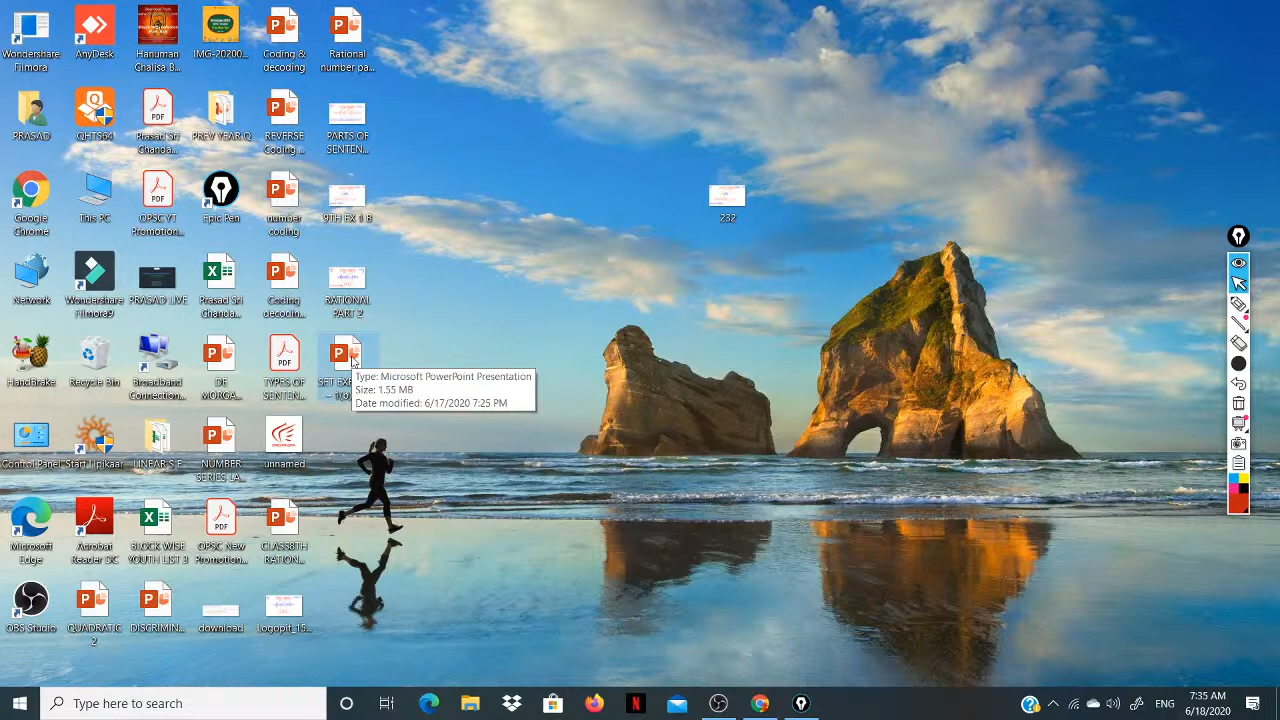 Wondershare
Filmora
AnyDesk
Hanuman
Chalisa B...
IMG-20200...
Coding &
decoding
Rational
number pa...
PRASAD
QHTS64
PDF
Prasad Sri
Chanda...
PREV YEAR Q
REVERSE
Coding ...
PARTS OF
SENTEN...
Google
Chrome
This PC
PDF
OPSC YT
Promotion...
Epic Pen
number
coding
9TH EX 1 B
232
Network
Wondershare
Filmora9
PRASAD LIVE
Prasad Sri
Chanda...
Coding
decodin...
RATIONAL
PART 2
HandBrake
Recycle Bin
Broadband
Connection...
DE
MORGA...
PDF
TYPES OF
SENTEN...
Type: Microsoft PowerPoint Presentation
Size: 1.55 MB
Date modified: 6/17/2020 7:25 PM
Control Panel
Start Lipikaar
LINEAR S E
NUMBER
SERIES LA...
unnamed
Microsoft
Edge
Acrobat
Reader DC
BLOCK WISE
YOUTH LIST 3
PDF
OPSC New
Promotion...
CLASS8TH
RATION...
OBS Studio
QUADRATIC
2
DISCRIMIN...
download
Logopit_15...
Type here to search
ENG
7:35 AM
6/18/2020